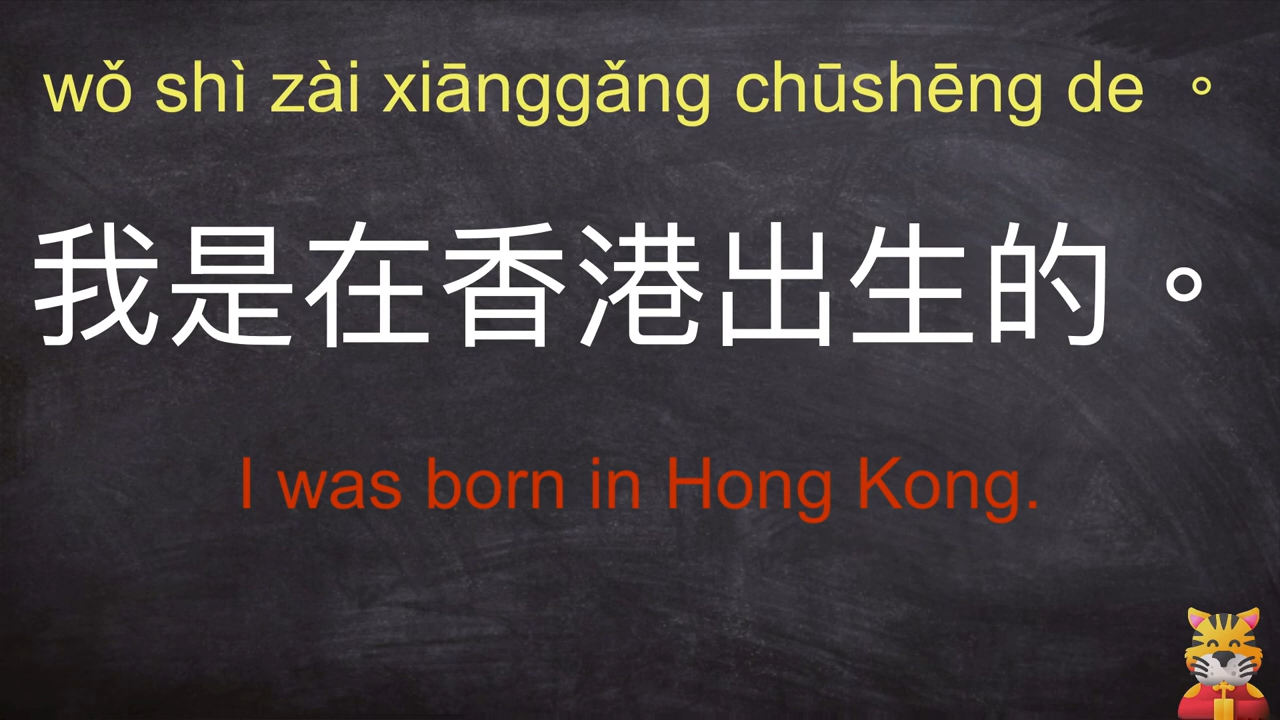 wǒ shì zài xiānggǎng chūshēng de 。
我是在香港出生的。
I was born in Hong Kong.